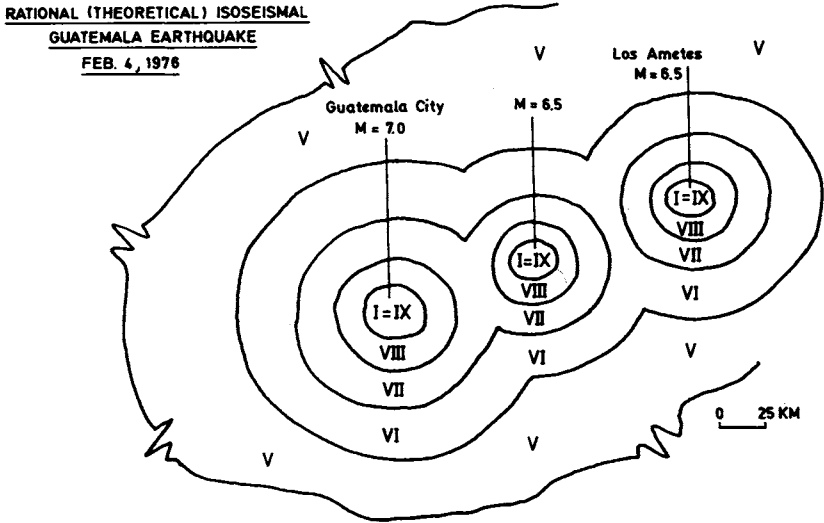 RATIONAL (THEORETICAL) ISOSEISMAL
GUATEMALA EARTHQUAKE
FEB. 4, 1976
V
V
Los Ametes
M = 6.5
Guatemala City
M = 7.0
M = 6.5
V
I = IX
VIII
VII
VI
V
I = IX
VIII
VII
VI
V
I = IX
VIII
VII
VI
V
0 25 KM